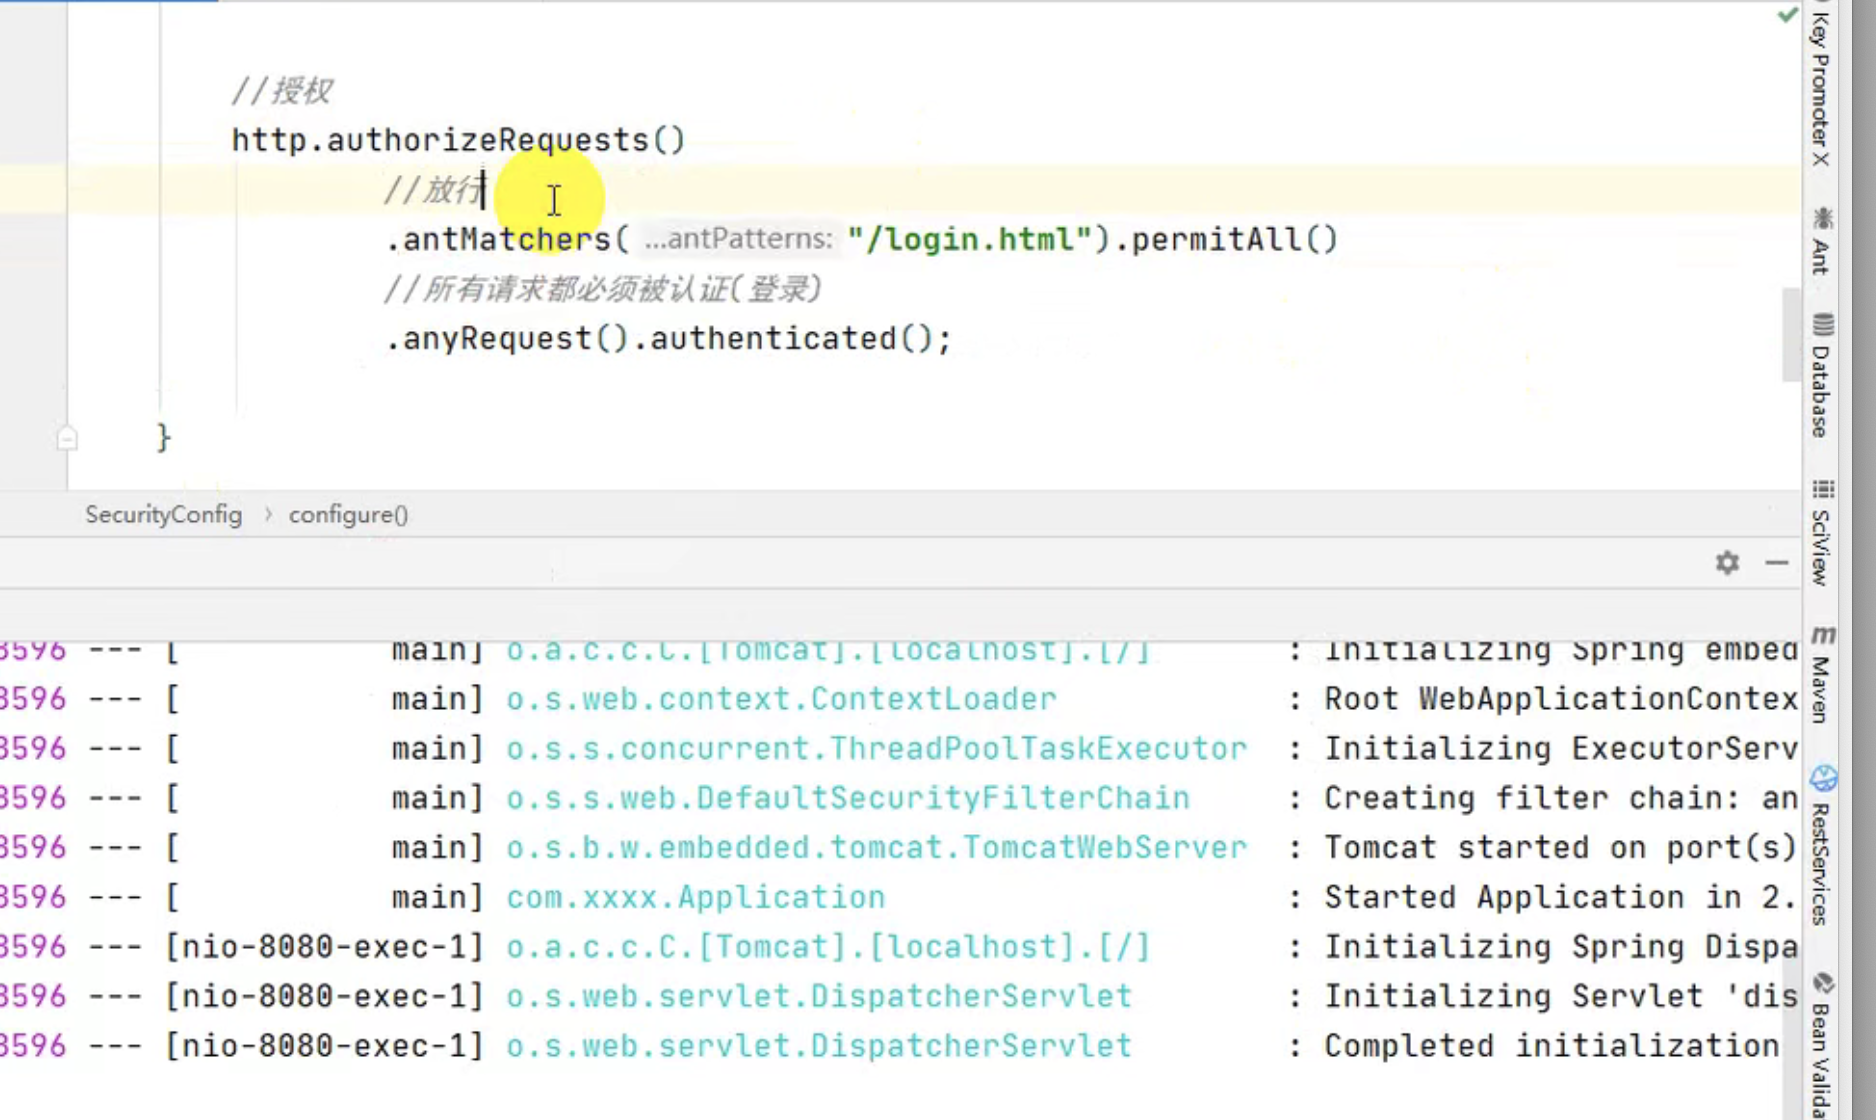 //授权
http.authorizeRequests()
//放行
.antMatchers( ...antPatterns: "/login.html").permitAll()
//所有请求都必须被认证(登录)
.anyRequest().authenticated();
}
SecurityConfig › configure()
3596 --- [           main] o.a.c.c.C.[Tomcat].[localhost].[/]       : Initializing Spring embed
3596 --- [           main] o.s.web.context.ContextLoader            : Root WebApplicationContex
3596 --- [           main] o.s.s.concurrent.ThreadPoolTaskExecutor  : Initializing ExecutorServ
3596 --- [           main] o.s.s.web.DefaultSecurityFilterChain     : Creating filter chain: an
3596 --- [           main] o.s.b.w.embedded.tomcat.TomcatWebServer  : Tomcat started on port(s)
3596 --- [           main] com.xxxx.Application                     : Started Application in 2.
3596 --- [nio-8080-exec-1] o.a.c.c.C.[Tomcat].[localhost].[/]       : Initializing Spring Dispa
3596 --- [nio-8080-exec-1] o.s.web.servlet.DispatcherServlet        : Initializing Servlet 'dis
3596 --- [nio-8080-exec-1] o.s.web.servlet.DispatcherServlet        : Completed initialization
Key Promoter X
Ant
Database
SciView
Maven
RestServices
Bean Valida